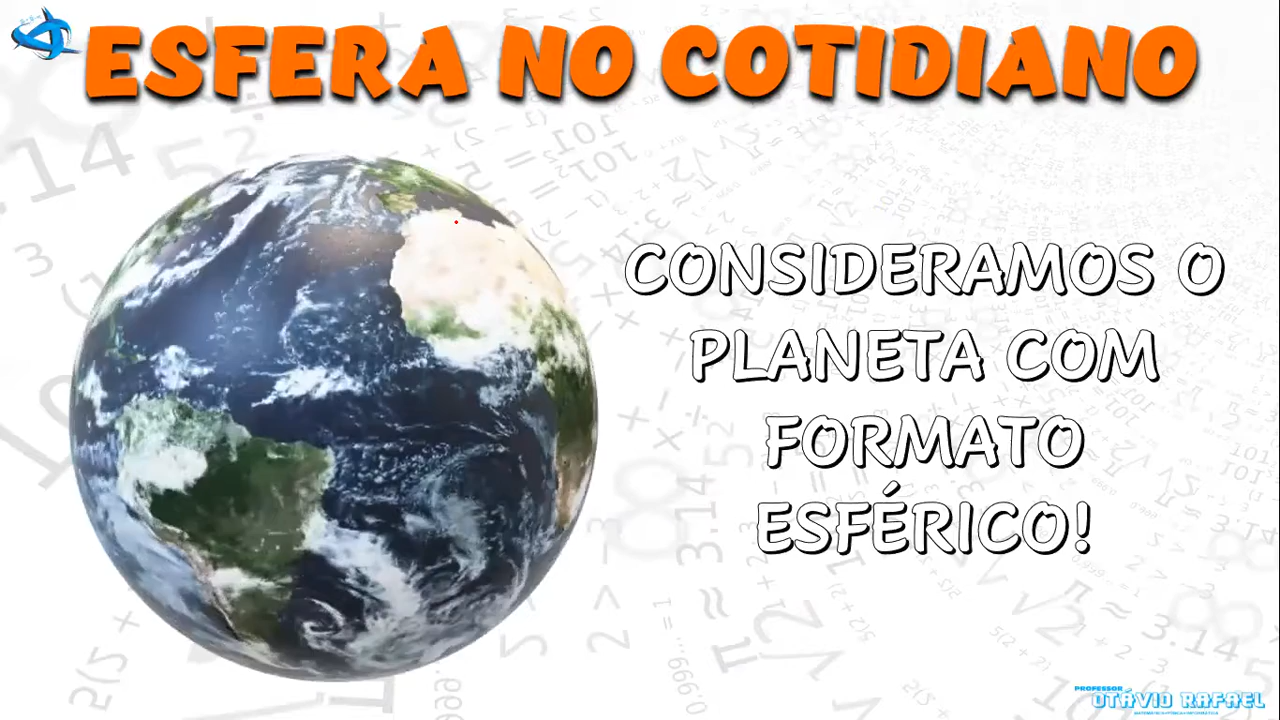 ESFERA NO COTIDIANO
CONSIDERAMOS O
PLANETA COM
FORMATO
ESFÉRICO!
PROFESSOR
OTÁVIO RAFAEL